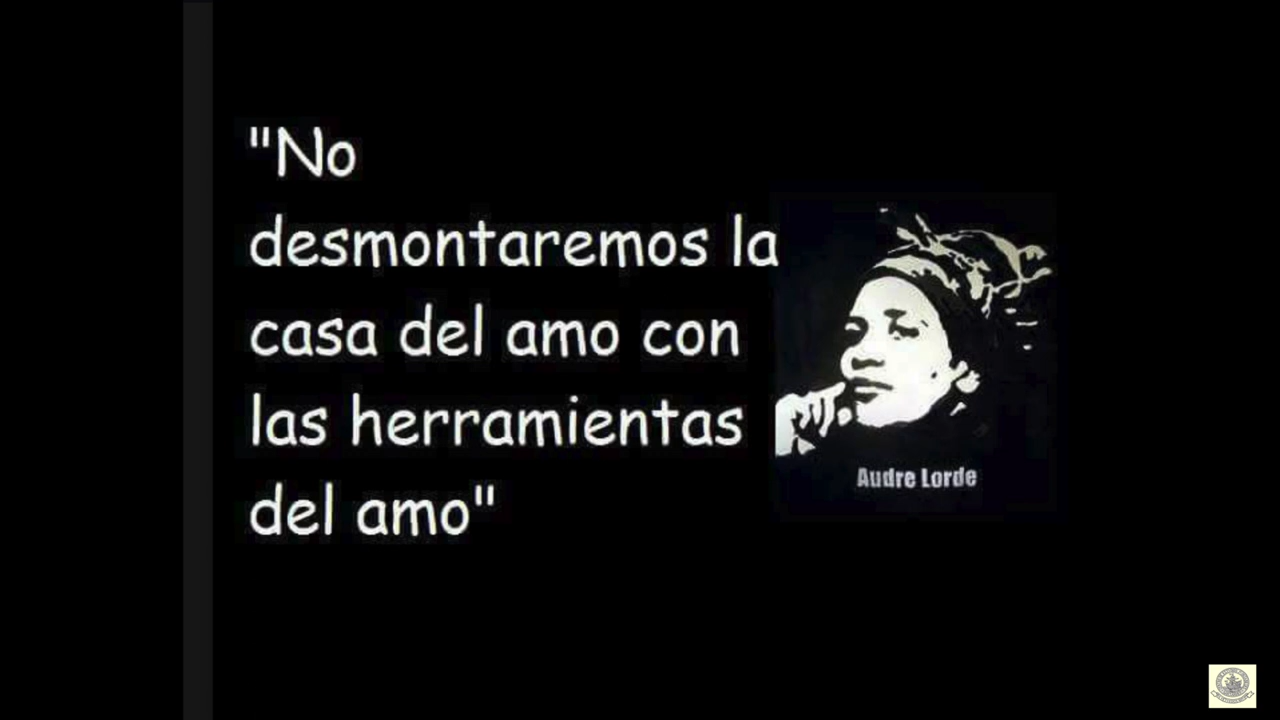 "No
desmontaremos la
casa del amo con
las herramientas
del amo"
Audre Lorde